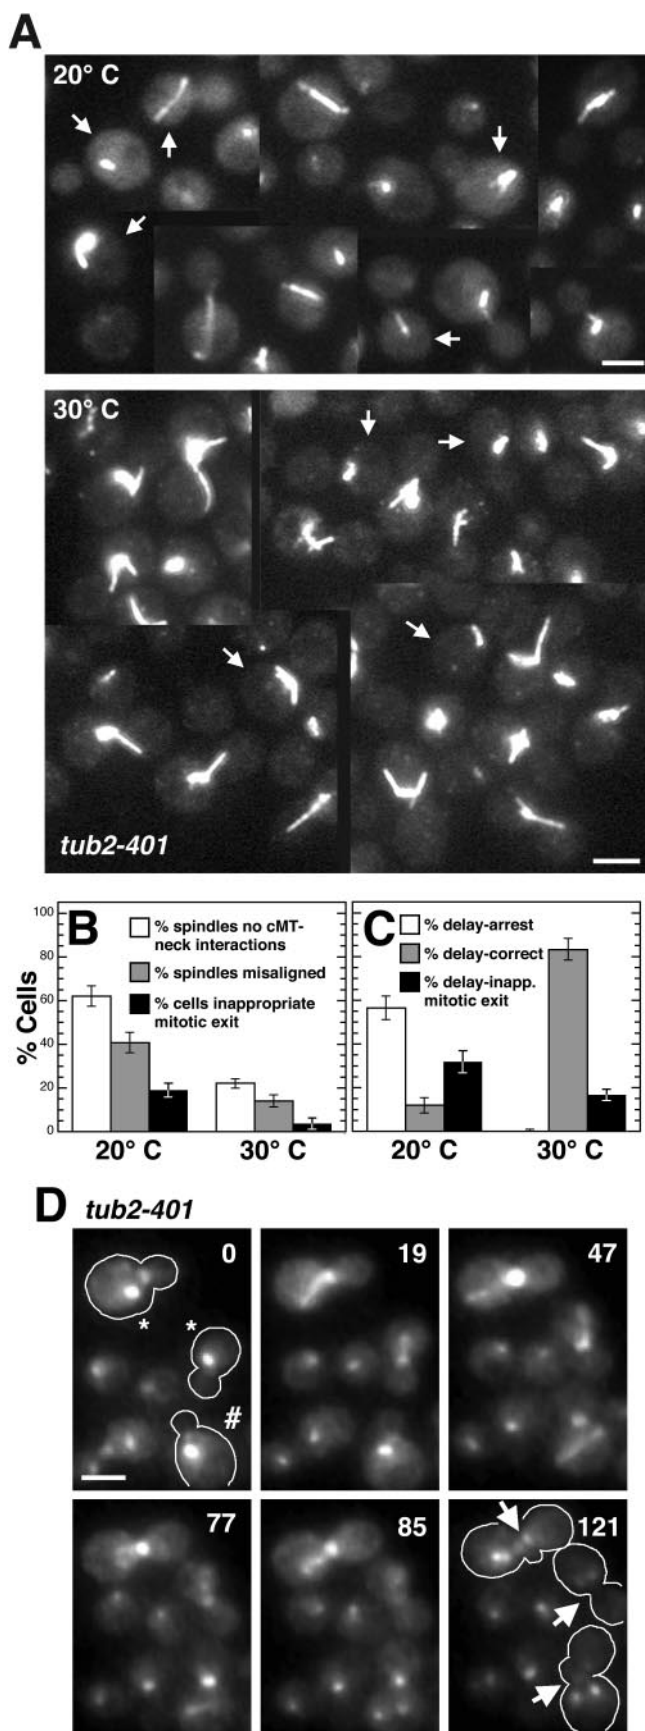 A
20° C
30° C
tub2-401
B
% spindles no cMT-
neck interactions
% spindles misaligned
% cells inappropriate
mitotic exit
C
% delay-arrest
% delay-correct
% delay-inapp.
mitotic exit
% Cells
100
80
60
40
20
0
20° C
30° C
20° C
30° C
D
tub2-401
0
19
47
*
*
#
77
85
121